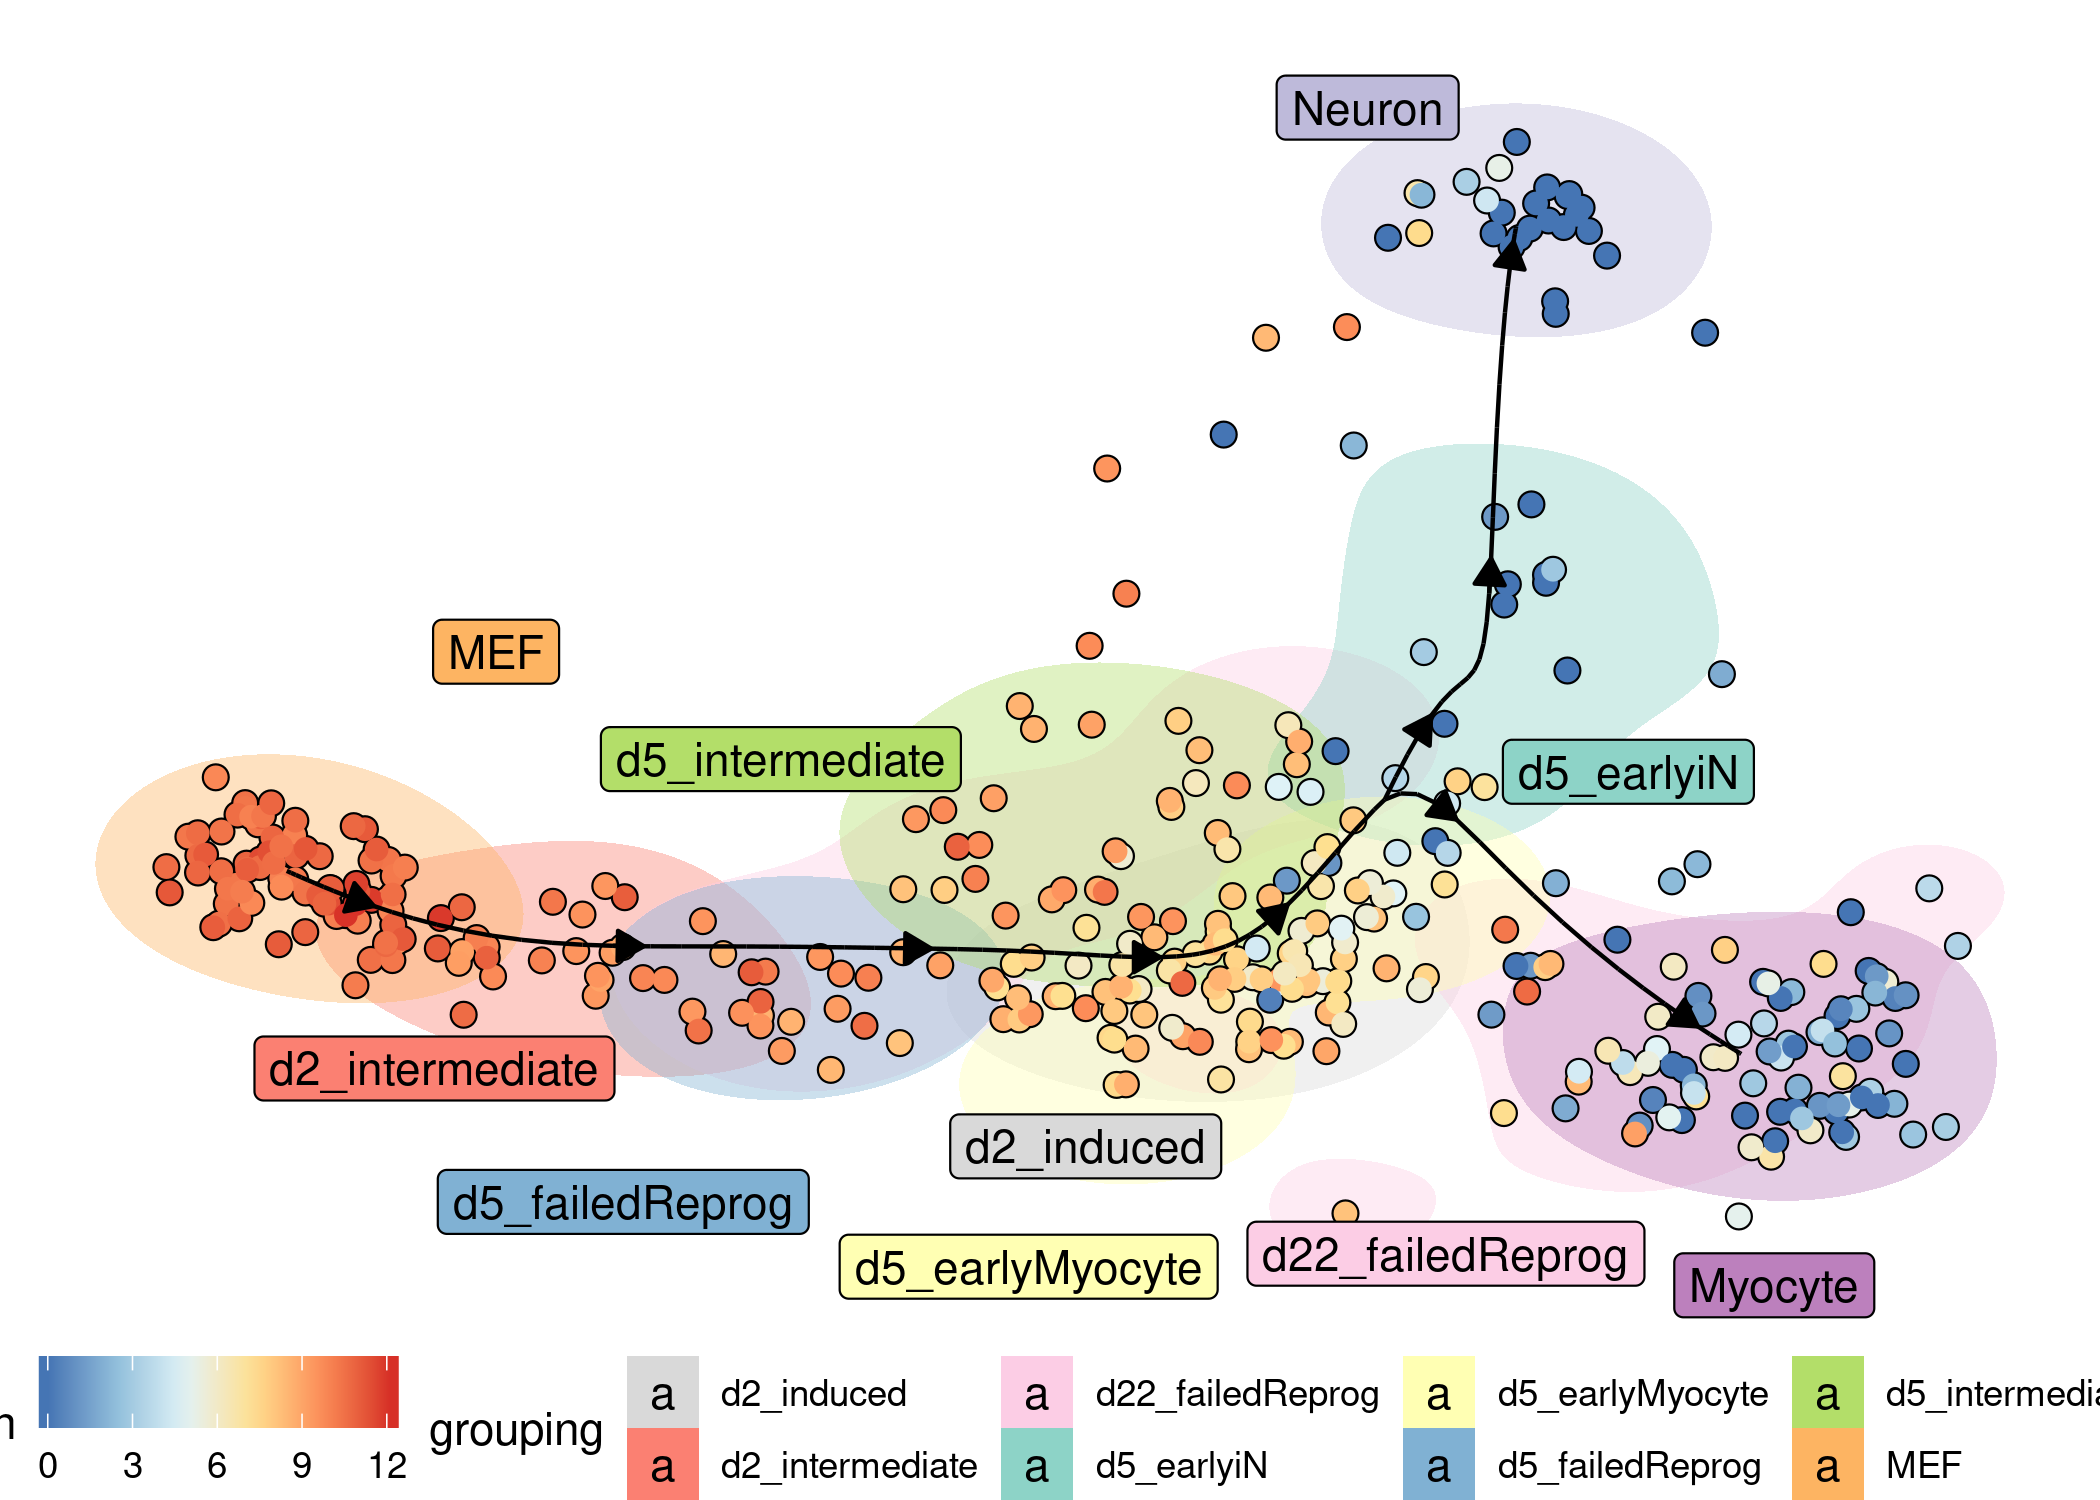 Neuron
MEF
d5_intermediate
d5_earlyiN
d2_intermediate
d2_induced
d5_failedReprog
d5_earlyMyocyte
d22_failedReprog
Myocyte
n
0 3 6 9 12
grouping
a d2_induced a d22_failedReprog a d5_earlyMyocyte a d5_intermedia
a d2_intermediate a d5_earlyiN a d5_failedReprog a MEF